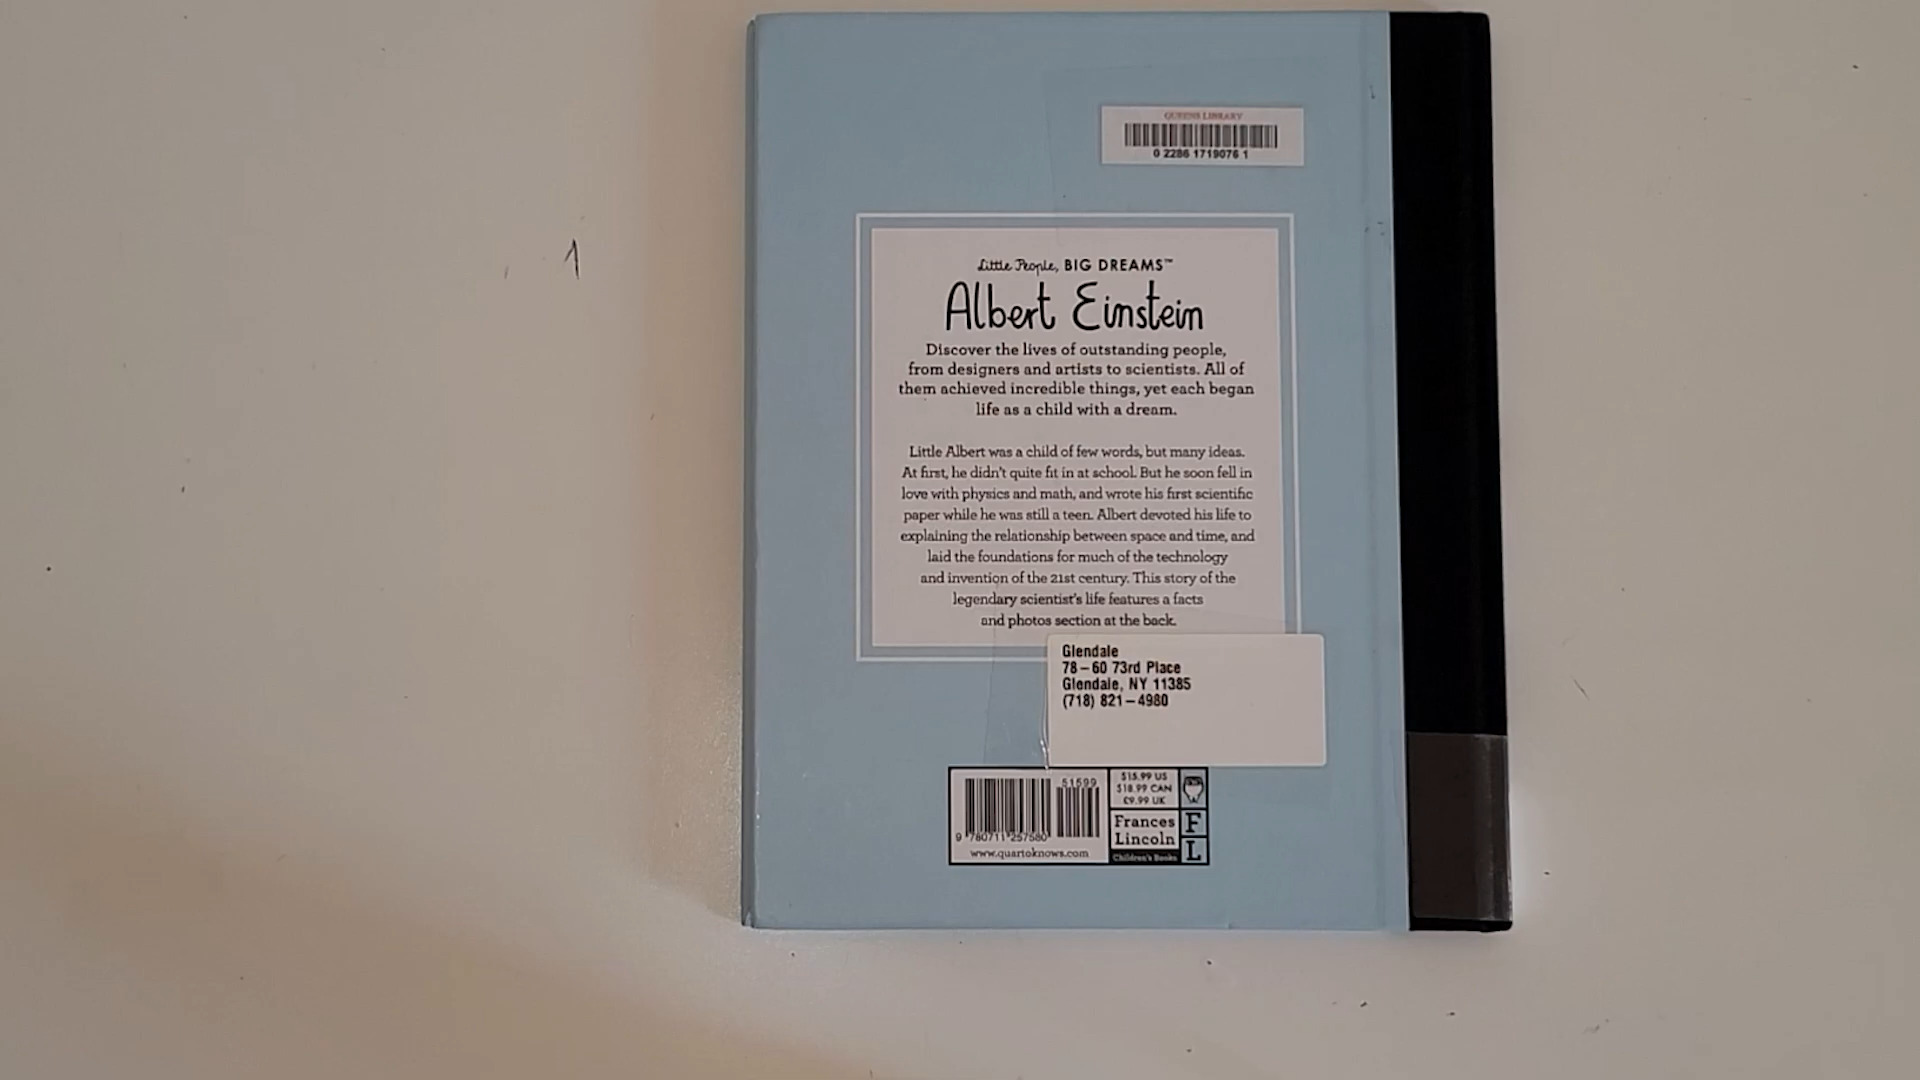 QUEENS LIBRARY
0 2286 1719076 1
Little People, BIG DREAMS™
Albert Einstein
Discover the lives of outstanding people,
from designers and artists to scientists. All of
them achieved incredible things, yet each began
life as a child with a dream.
Little Albert was a child of few words, but many ideas.
At first, he didn't quite fit in at school. But he soon fell in
love with physics and math, and wrote his first scientific
paper while he was still a teen. Albert devoted his life to
explaining the relationship between space and time, and
laid the foundations for much of the technology
and invention of the 21st century. This story of the
legendary scientist's life features a facts
and photos section at the back.
Glendale
78-60 73rd Place
Glendale, NY 11385
(718) 821-4980
51599
9 780711 257580
www.quartoknows.com
$15.99 US
$18.99 CAN
£9.99 UK
Frances
Lincoln
Children's Books
F
L